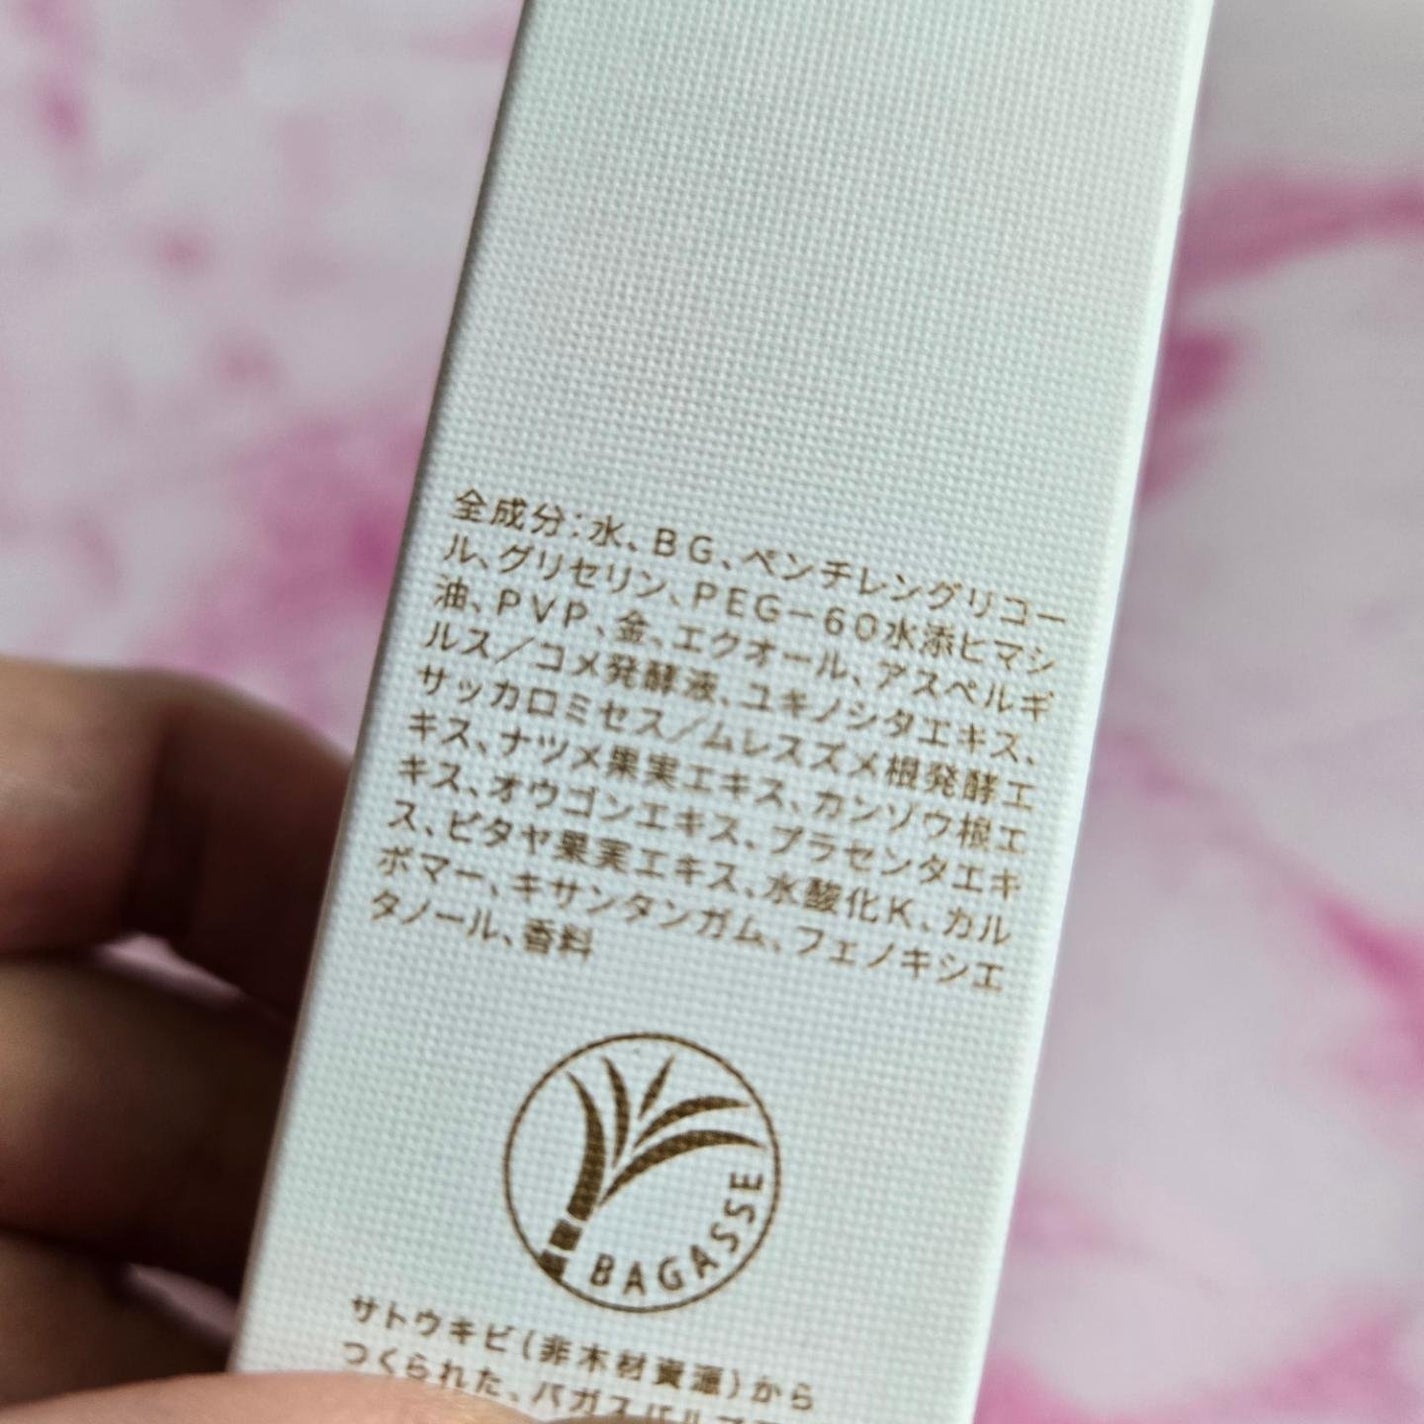 全成分：水、ＢＧ、ペンチレングリコー
ル、グリセリン、ＰＥＧ－６０水添ヒマシ
油、ＰＶＰ、金、エクオール、アスペルギ
ルス／コメ発酵液、ユキノシタエキス、
サッカロミセス／ムレスズメ根発酵エ
キス、ナツメ果実エキス、カンゾウ根エ
キス、オウゴンエキス、プラセンタエキ
ス、ピタヤ果実エキス、水酸化Ｋ、カル
ボマー、キサンタンガム、フェノキシエ
タノール、香料
BAGASSE
サトウキビ（非木材資源）から
つくられた、バガスパルプ